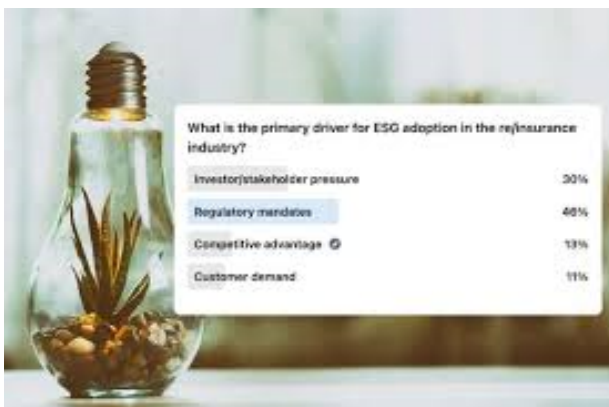 What is the primary driver for ESG adoption in the re/insurance
industry?
Investor/stakeholder pressure 30%
Regulatory mandates 46%
Competitive advantage 13%
Customer demand 11%